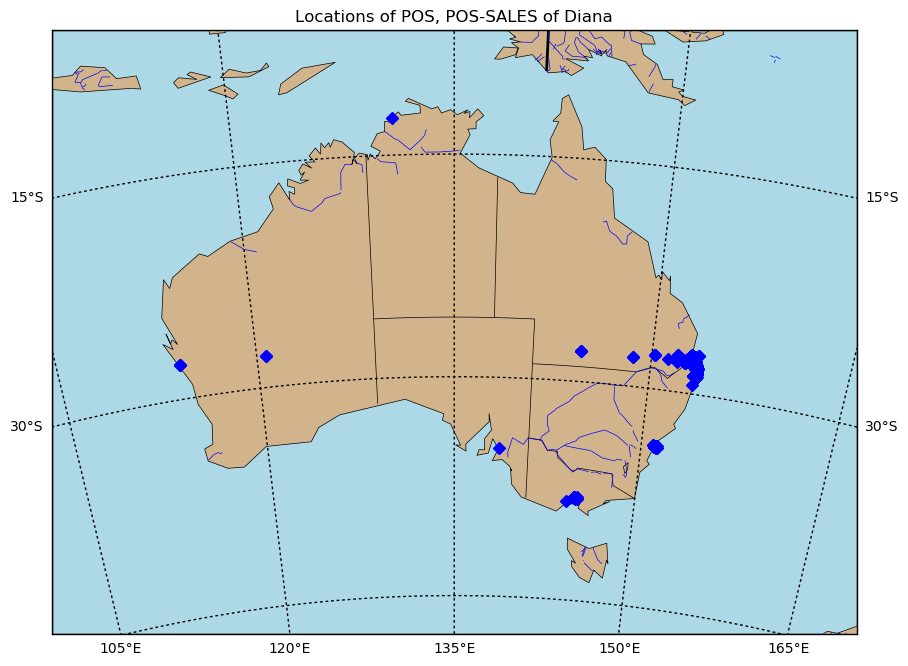 Locations of POS, POS-SALES of Diana
15°S 15°S
30°S 30°S
105°E 120°E 135°E 150°E 165°E